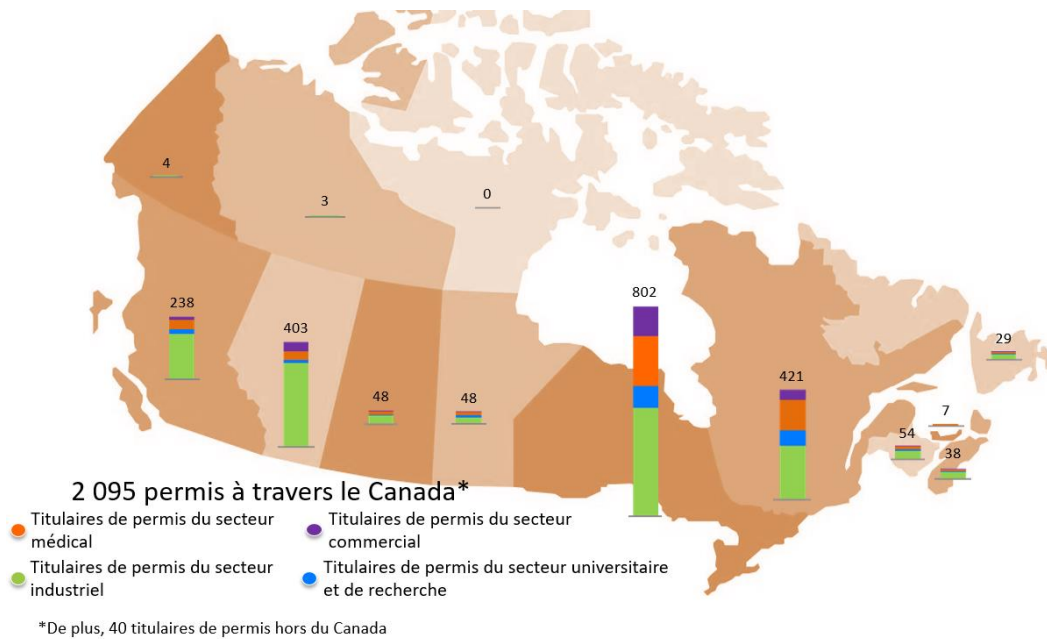 4
3
0
238
403
48
48
802
421
29
7
54
38
2 095 permis à travers le Canada*
Titulaires de permis du secteur
médical
Titulaires de permis du secteur
commercial
Titulaires de permis du secteur
industriel
Titulaires de permis du secteur universitaire
et de recherche
*De plus, 40 titulaires de permis hors du Canada